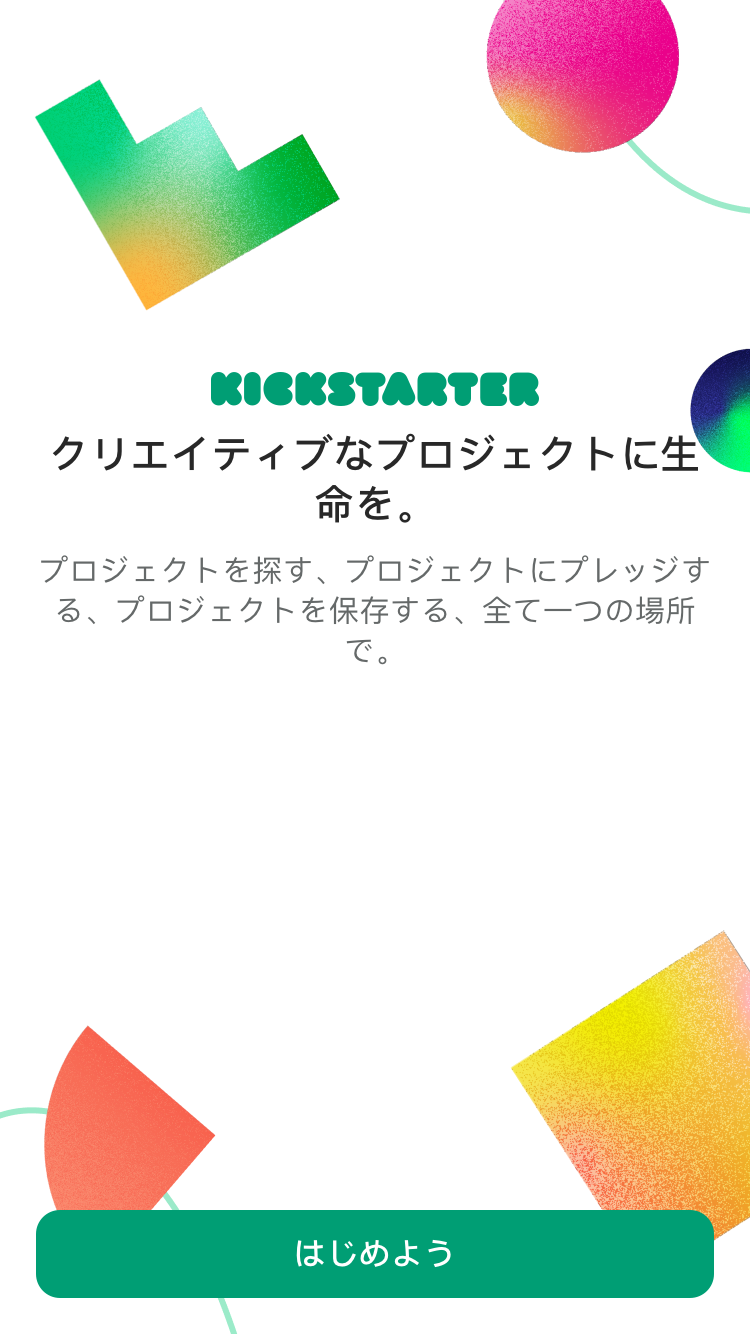 KICKSTARTER
クリエイティブなプロジェクトに生
命を。
プロジェクトを探す、プロジェクトにプレッジす
る、プロジェクトを保存する、全て一つの場所
で。
はじめよう